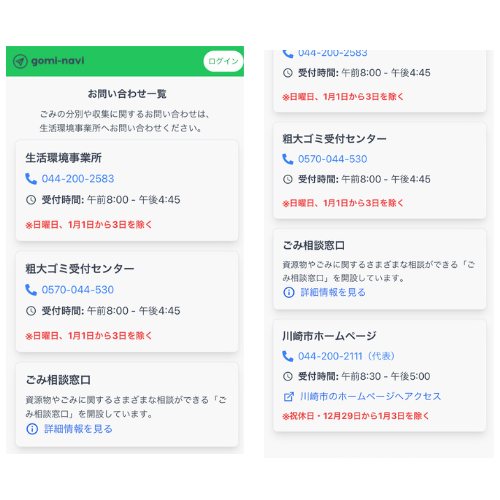 gomi-navi
ログイン
お問い合わせ一覧
ごみの分別や収集に関するお問い合わせは、
生活環境事業所へお問い合わせください。
生活環境事業所
044-200-2583
受付時間: 午前8:00 - 午後4:45
※日曜日、1月1日から3日を除く
粗大ゴミ受付センター
0570-044-530
受付時間: 午前8:00 - 午後4:45
※日曜日、1月1日から3日を除く
ごみ相談窓口
資源物やごみに関するさまざまな相談ができる「ご
み相談窓口」を開設しています。
詳細情報を見る
044-200-2583
受付時間: 午前8:00 - 午後4:45
※日曜日、1月1日から3日を除く
粗大ゴミ受付センター
0570-044-530
受付時間: 午前8:00 - 午後4:45
※日曜日、1月1日から3日を除く
ごみ相談窓口
資源物やごみに関するさまざまな相談ができる「ご
み相談窓口」を開設しています。
詳細情報を見る
川崎市ホームページ
044-200-2111（代表）
受付時間: 午前8:30 - 午後5:00
川崎市のホームページへアクセス
※祝休日・12月29日から1月3日を除く